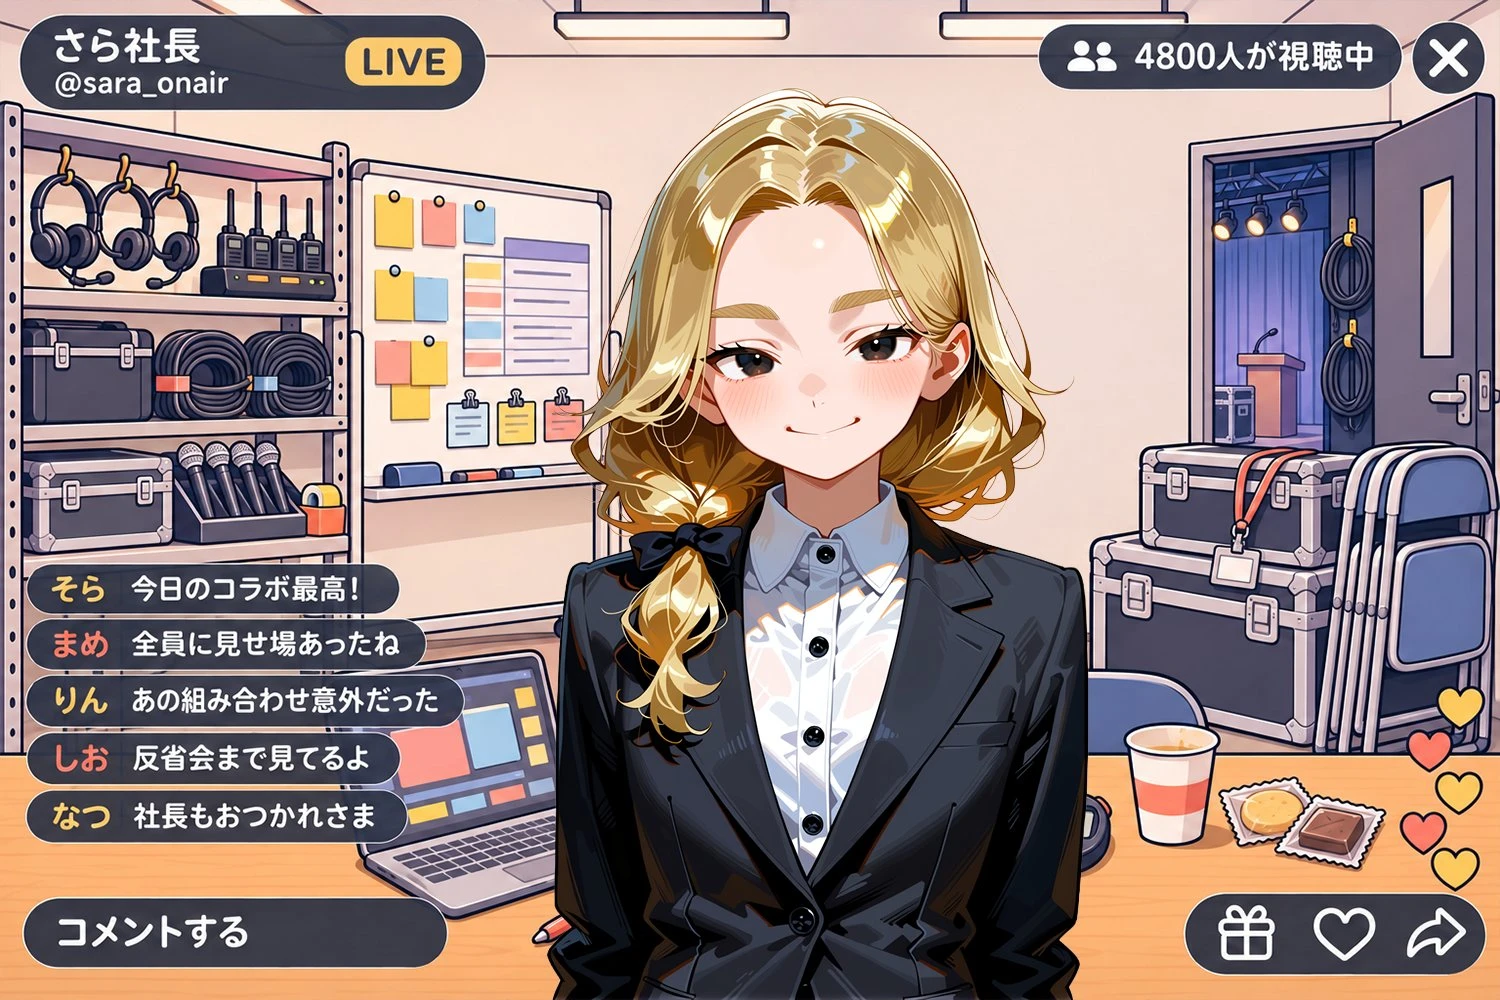 さら社長
@sara_onair
LIVE
4800人が視聴中
そら 今日のコラボ最高！
まめ 全員に見せ場あったね
りん あの組み合わせ意外だった
しお 反省会まで見てるよ
なつ 社長もおつかれさま
コメントする